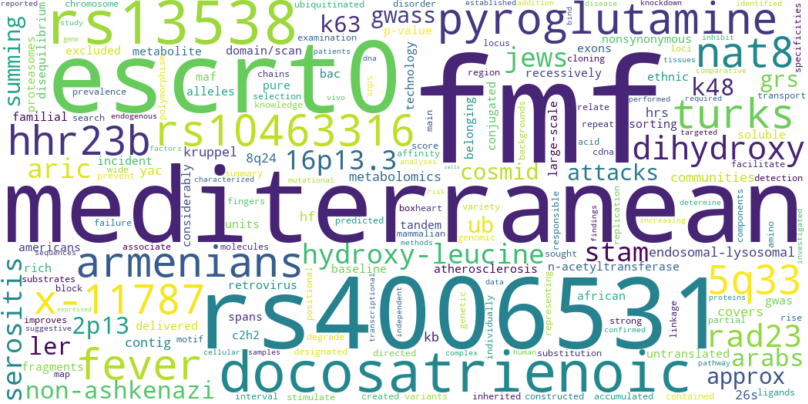 reported chromosome ubiquitinated disorder established disease knockdown identified
rs13538 k63 gwass pyroglutamine
summing proteasomes disequilibrium study gene excluded metabolite domain/scan examination p-value nonsynonymous jews nat8 specificities
escrt0 fmf
prevalence maf alleles polymorphism pure selection knowledge chains bac patients dna vivo technology locus region exons cloning recessively loci tissues ethnic grs comparative transport
familial search endogenous snps main belonging conjugated backgrounds relate k48 performed required turks
hhr23b rs10463316 score repeat hrs sorting targeted soluble
factors kruppel 8q24 16p13.3 affinity analyses cdna acid dihydroxy
aric incident wide prevent yac summary metabolomics cosmid large-scale attacks communities facilitate detection
mediterranean
characterized mutational considerably fingers units predicted hf tandem boxheart mammalian methods risk variety genomic ub responsible findings replication increasing determine components amino investigated
failure
americans sequences associate molecules cells sought confirmed
armenians hydroxy-leucine stam endosomal-lysosomal
serositis rich substrates block map retrovirus baseline atherosclerosis n-acetyltransferase african 5q33 gwas proteins
x-11787 rs4006531
improves suggestive expressed spans positional transcriptional independent genetic data individually representing linkage strong covers partial rise
2p13 delivered c2h2 motif kb
ler contig degrade designated directed complex human substitution untranslated pathway rad23
fever cellular samples docosatrienoic approx arabs
fragments
non-ashkenazi interval stimulate created variants inherited constructed accumulated contained 26s ligands